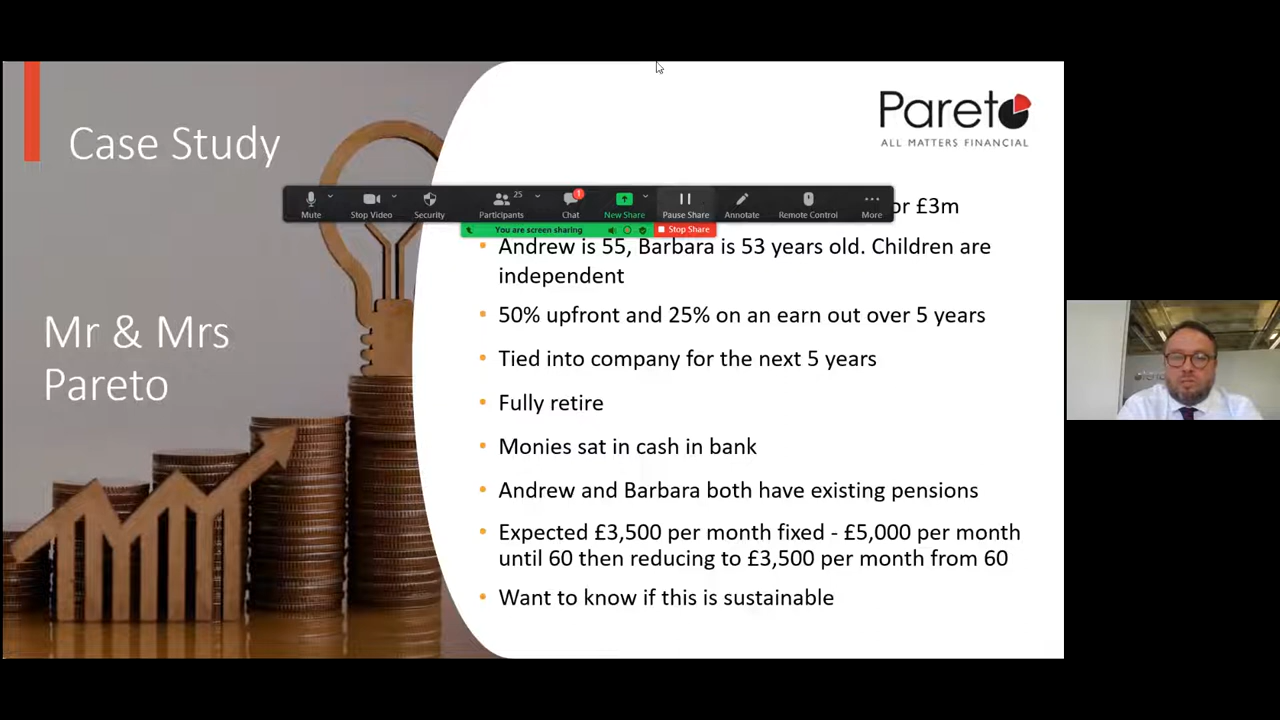 Case Study
Mr & Mrs
Pareto
Pareto
ALL MATTERS FINANCIAL
25
1
Mute
Stop Video
Security
Participants
Chat
New Share
Pause Share
Annotate
Remote Control
More
You are screen sharing
Stop Share
or £3m
• Andrew is 55, Barbara is 53 years old. Children are
independent
• 50% upfront and 25% on an earn out over 5 years
• Tied into company for the next 5 years
• Fully retire
• Monies sat in cash in bank
• Andrew and Barbara both have existing pensions
• Expected £3,500 per month fixed - £5,000 per month
until 60 then reducing to £3,500 per month from 60
• Want to know if this is sustainable